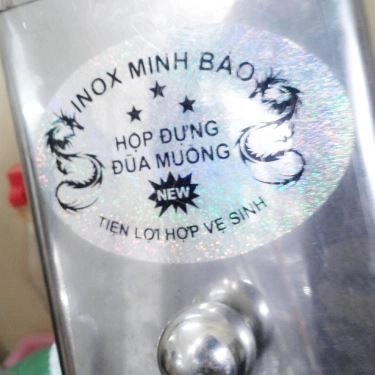 INOX MINH BẢO
HỘP ĐỰNG
ĐŨA MUỖNG
NEW
TIỆN LỢI HỢP VỆ SINH